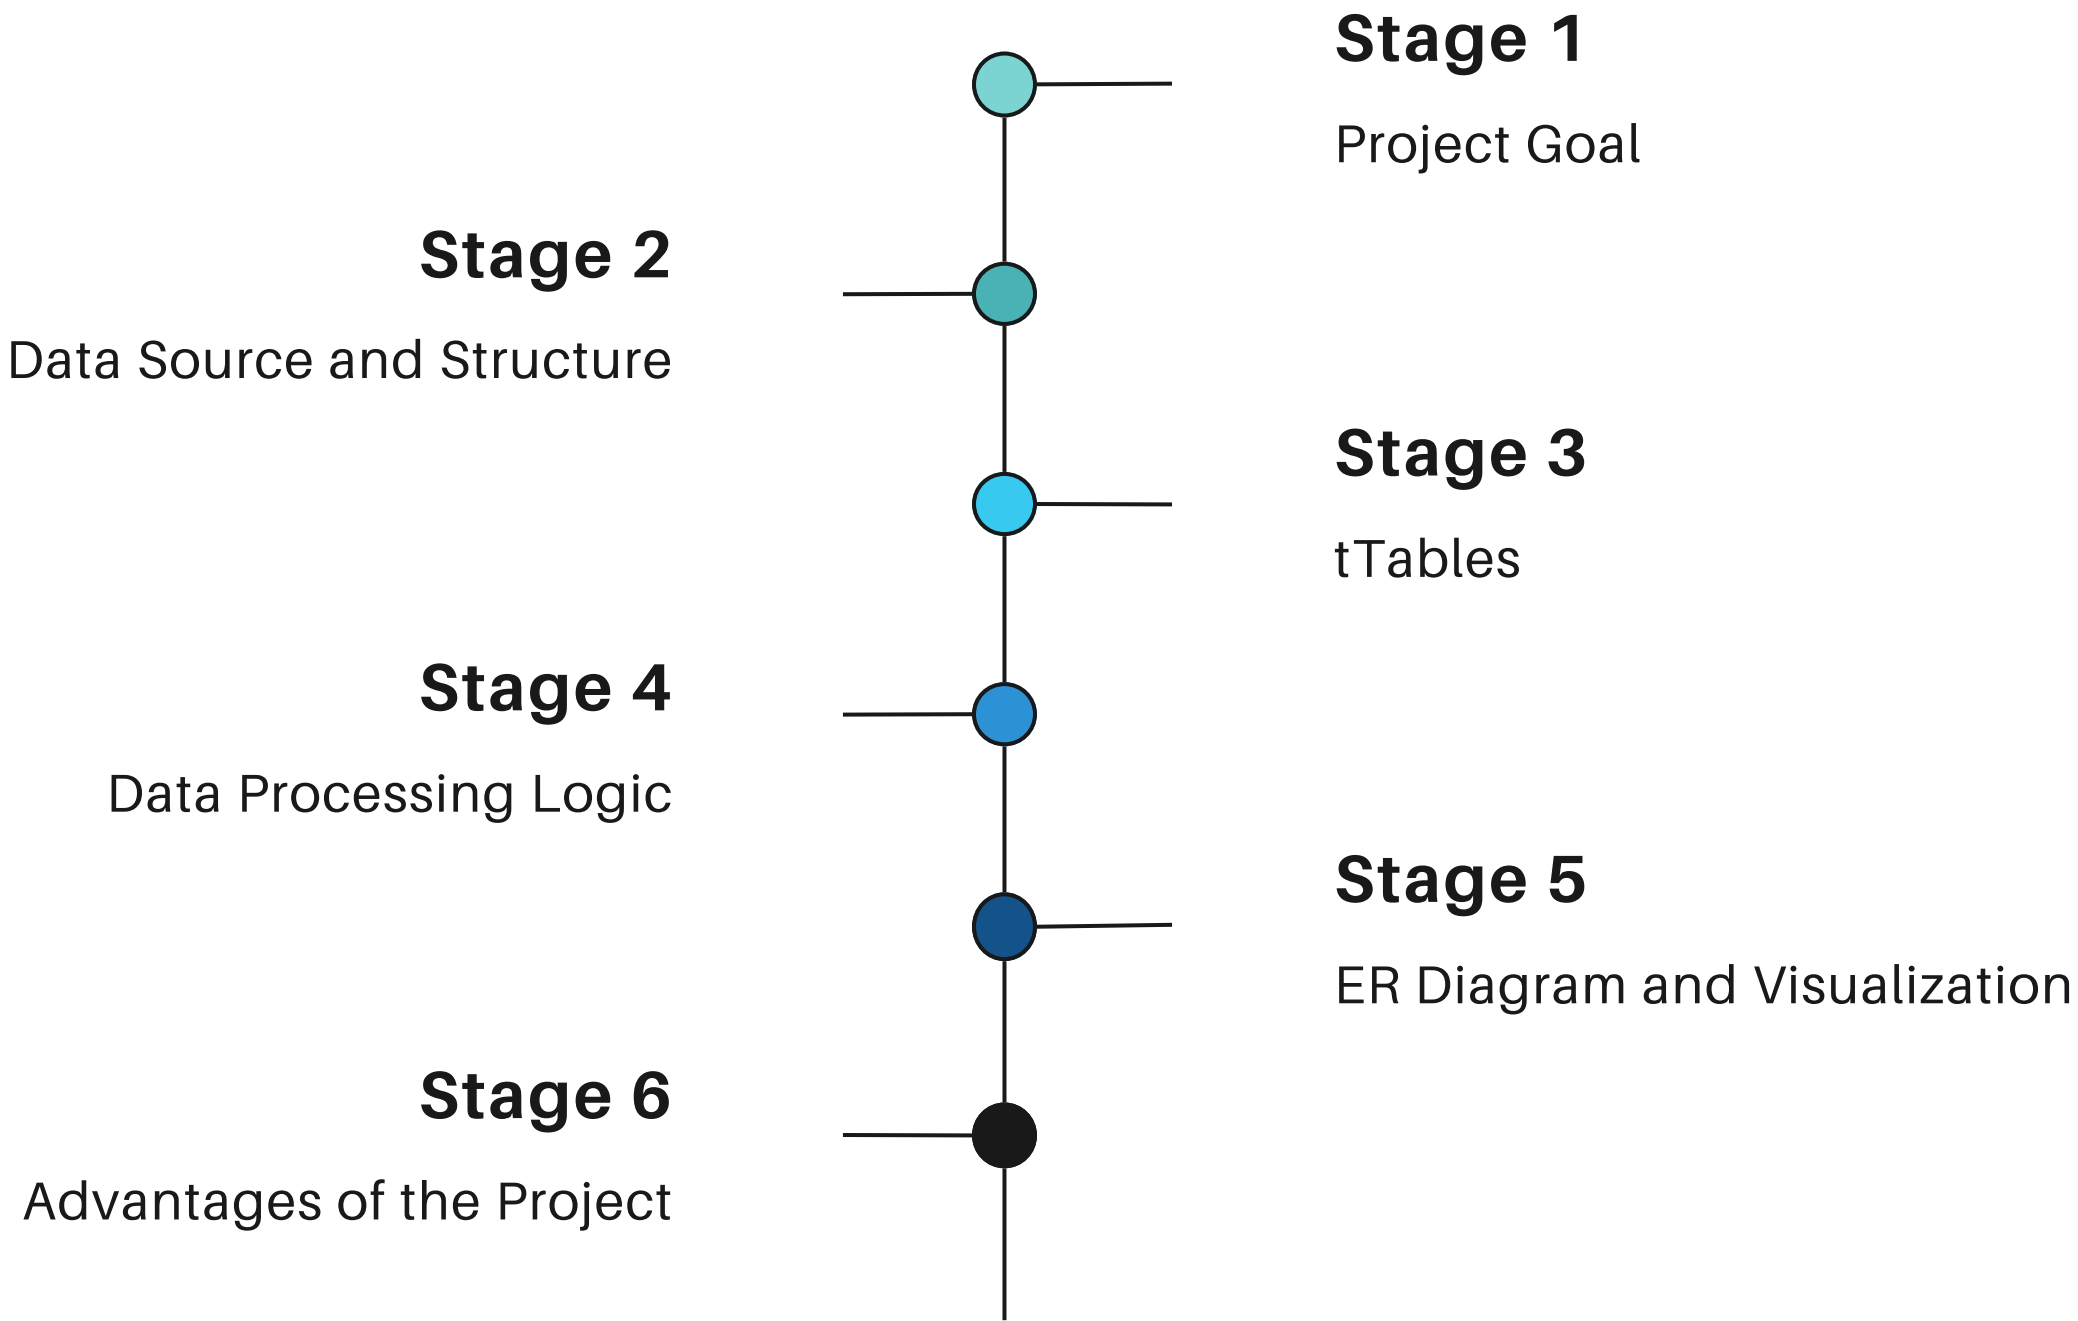 Stage 1
Project Goal
Stage 2
Data Source and Structure
Stage 3
tTables
Stage 4
Data Processing Logic
Stage 5
ER Diagram and Visualization
Stage 6
Advantages of the Project